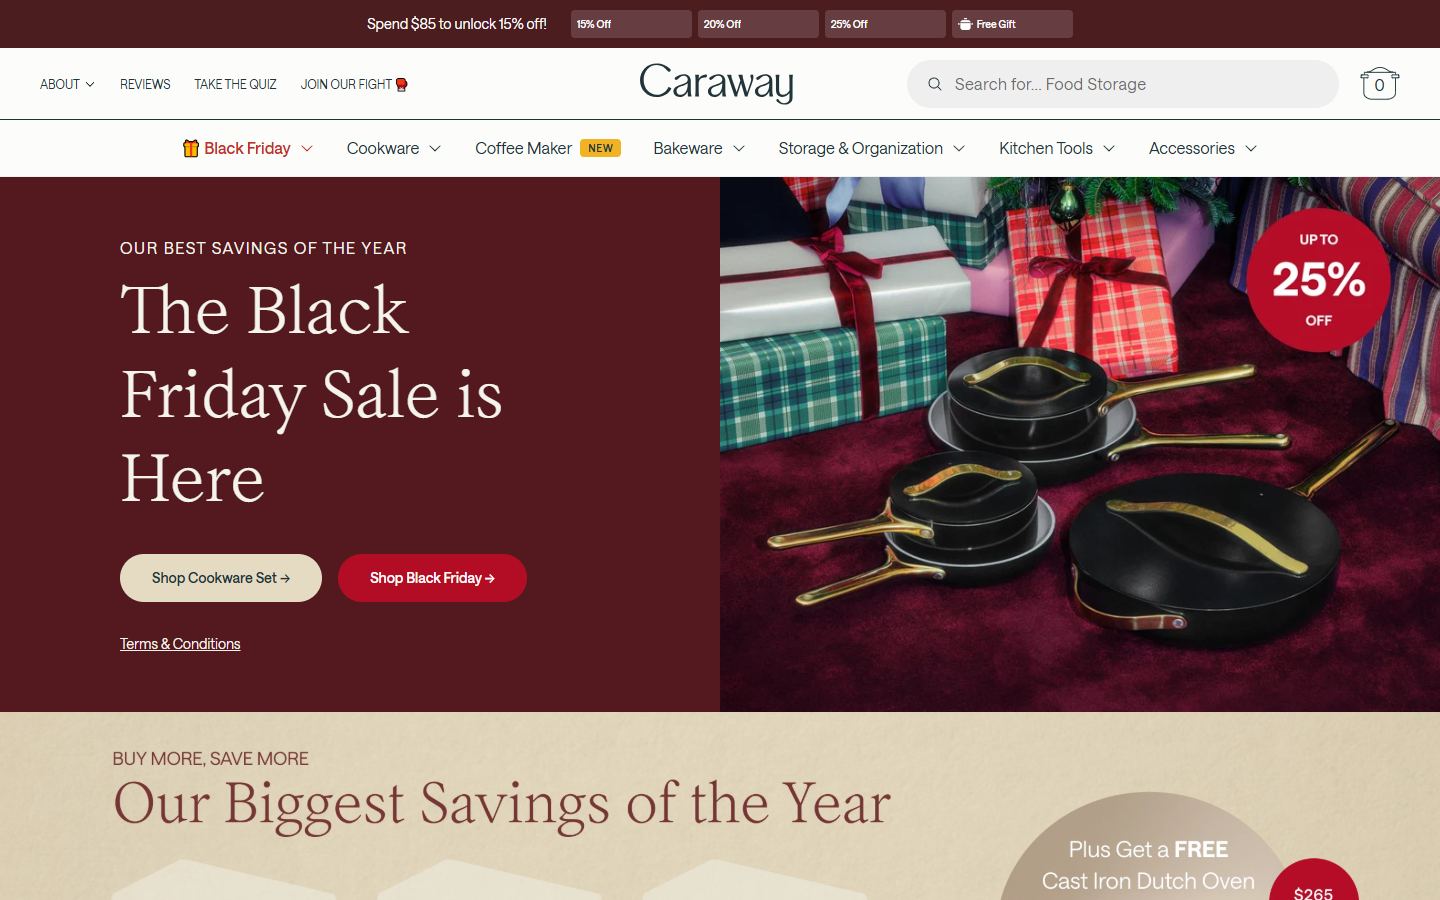 Spend $85 to unlock 15% off!
15% Off
20% Off
25% Off
Free Gift
ABOUT
REVIEWS
TAKE THE QUIZ
JOIN OUR FIGHT
Caraway
Search for... Food Storage
0
Black Friday
Cookware
Coffee Maker NEW
Bakeware
Storage & Organization
Kitchen Tools
Accessories
OUR BEST SAVINGS OF THE YEAR
The Black
Friday Sale is
Here
Shop Cookware Set →
Shop Black Friday →
Terms & Conditions
UP TO
25%
OFF
BUY MORE, SAVE MORE
Our Biggest Savings of the Year
Plus Get a FREE
Cast Iron Dutch Oven
$265